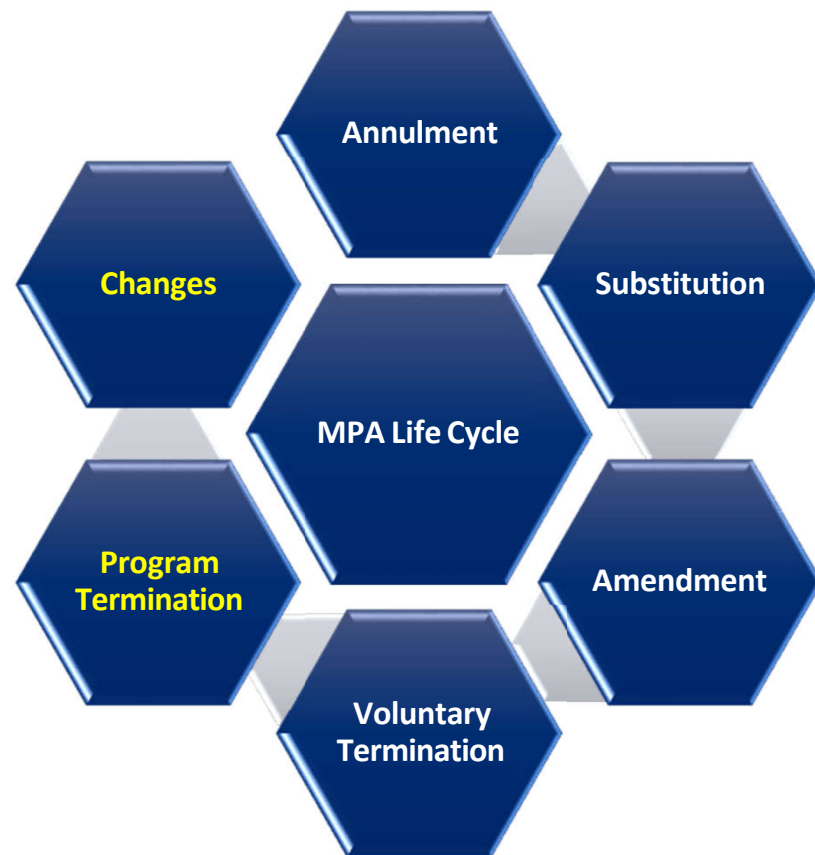 Annulment
Changes
Substitution
MPA Life Cycle
Program
Termination
Amendment
Voluntary
Termination